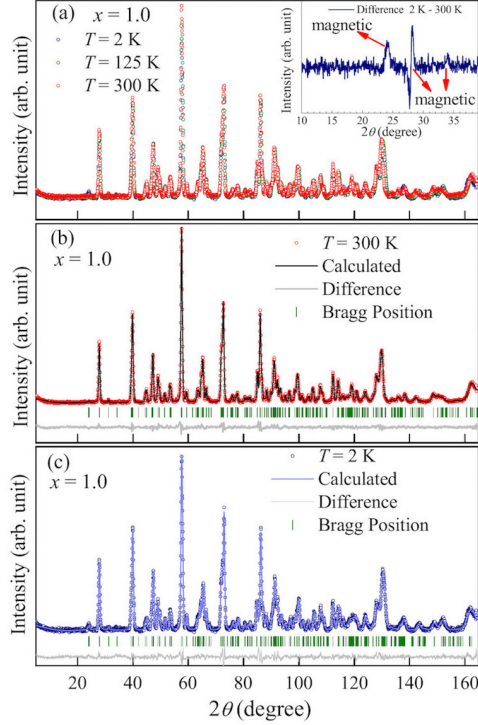 (a)
x = 1.0
T = 2 K
T = 125 K
T = 300 K
Intensity (arb. unit)
Difference 2 K - 300 K
magnetic
magnetic
Intensity (arb. unit)
10 15 20 25 30 35
2θ (degree)
(b)
x = 1.0
T = 300 K
Calculated
Difference
Bragg Position
Intensity (arb. unit)
(c)
x = 1.0
T = 2 K
Calculated
Difference
Bragg Position
Intensity (arb. unit)
20 40 60 80 100 120 140 160
2θ (degree)